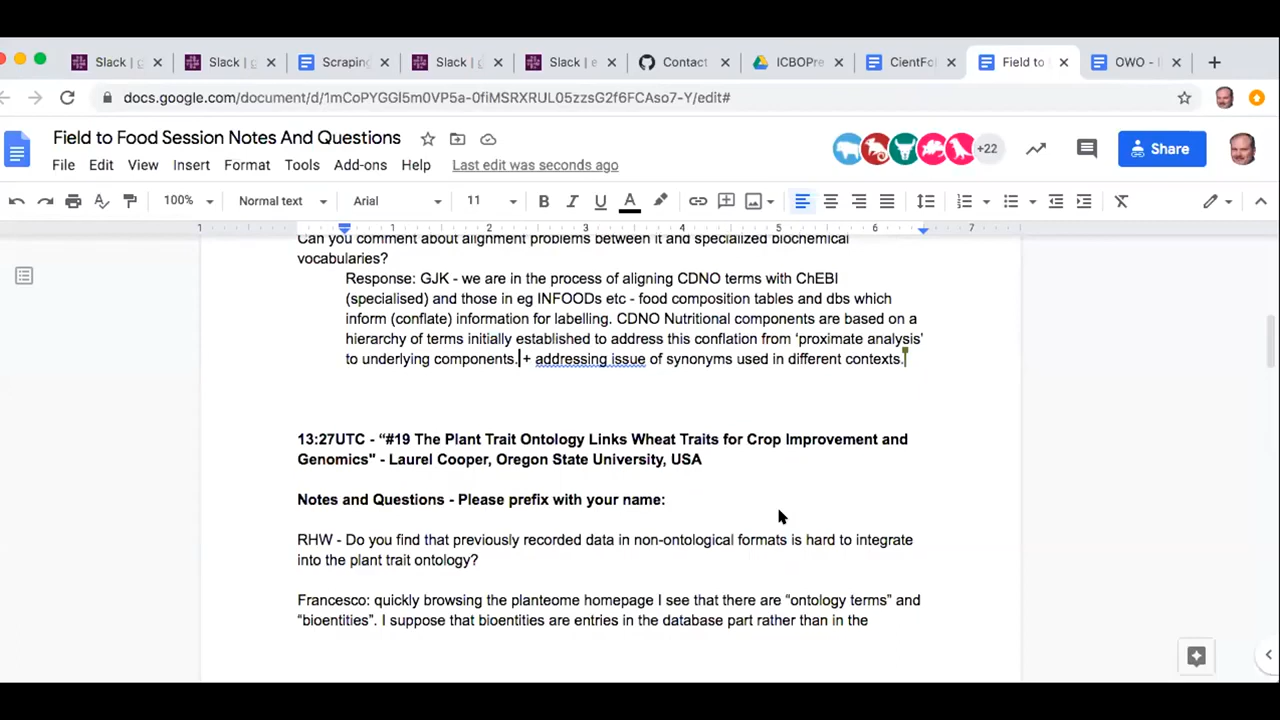 Slack | g
Slack | g
Scraping
Slack | g
Slack | e
Contact
ICBOPre
CientFol
Field to
OWO - I
docs.google.com/document/d/1mCoPYGGI5m0VP5a-0fiMSRXRUL05zzsG2f6FCAso7-Y/edit#
Field to Food Session Notes And Questions
+22
Share
File Edit View Insert Format Tools Add-ons Help Last edit was seconds ago
100% Normal text Arial 11
1 1 2 3 4 5 6 7
Can you comment about alignment problems between it and specialized biochemical
vocabularies?
Response: GJK - we are in the process of aligning CDNO terms with ChEBI
(specialised) and those in eg INFOODs etc - food composition tables and dbs which
inform (conflate) information for labelling. CDNO Nutritional components are based on a
hierarchy of terms initially established to address this conflation from ‘proximate analysis’
to underlying components. + addressing issue of synonyms used in different contexts.
13:27UTC - “#19 The Plant Trait Ontology Links Wheat Traits for Crop Improvement and
Genomics" - Laurel Cooper, Oregon State University, USA
Notes and Questions - Please prefix with your name:
RHW - Do you find that previously recorded data in non-ontological formats is hard to integrate
into the plant trait ontology?
Francesco: quickly browsing the planteome homepage I see that there are “ontology terms” and
“bioentities”. I suppose that bioentities are entries in the database part rather than in the